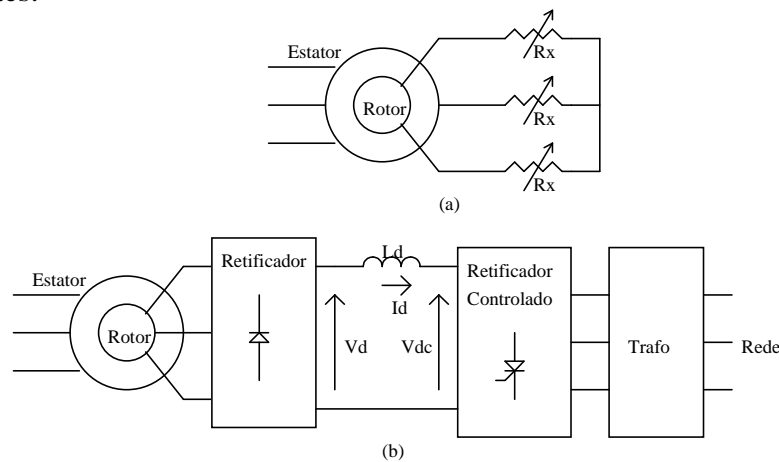 Estator
Rotor
Rx
Rx
Rx
(a)
Estator
Rotor
Retificador
Ld
Id
Vd
Vdc
Retificador
Controlado
Trafo
Rede
(b)